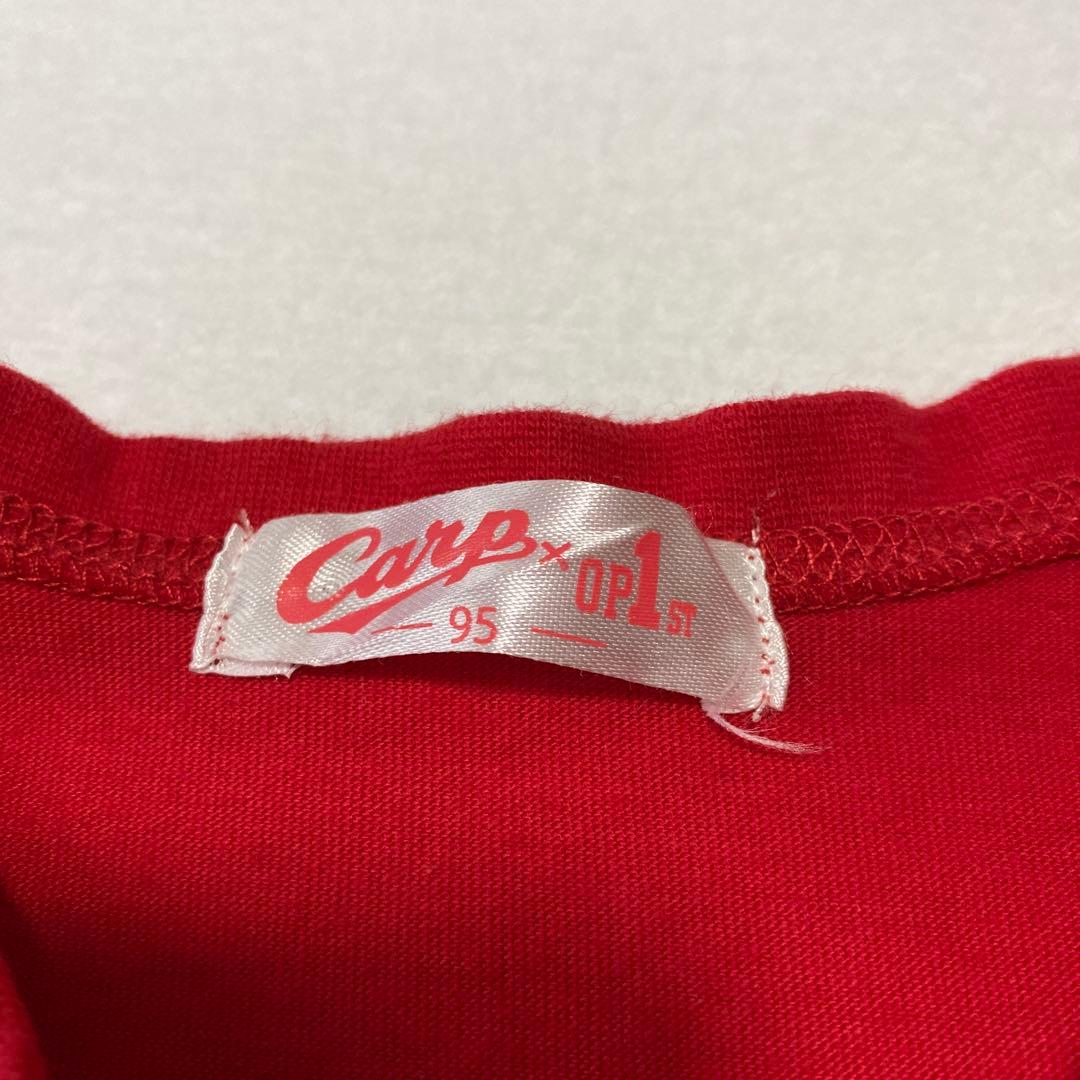 Carp × OP1ST
— 95 —